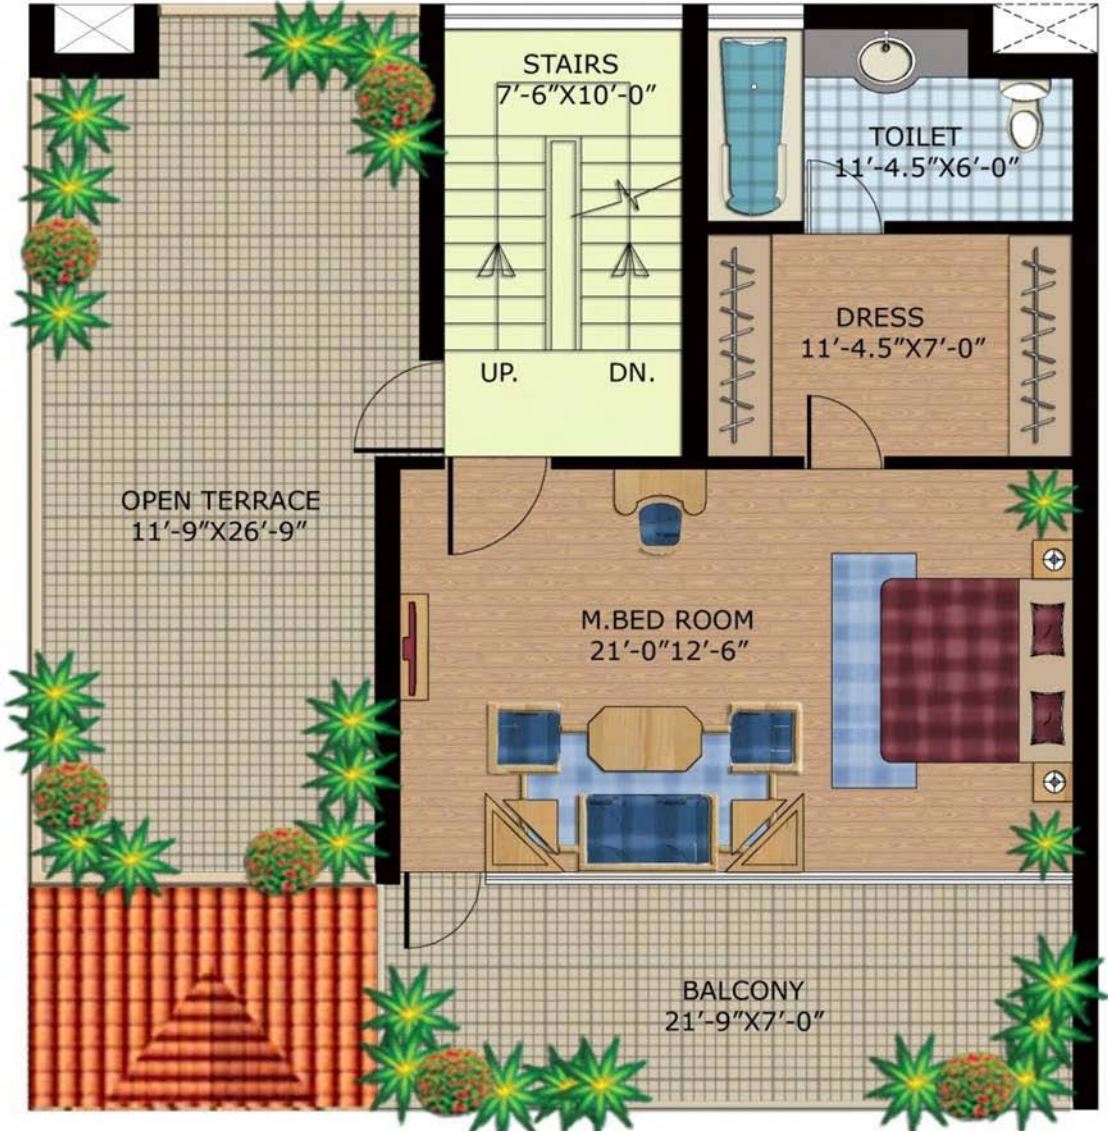 STAIRS
7'-6"X10'-0"
TOILET
11'-4.5"X6'-0"
DRESS
11'-4.5"X7'-0"
UP.
DN.
OPEN TERRACE
11'-9"X26'-9"
M.BED ROOM
21'-0"12'-6"
BALCONY
21'-9"X7'-0"